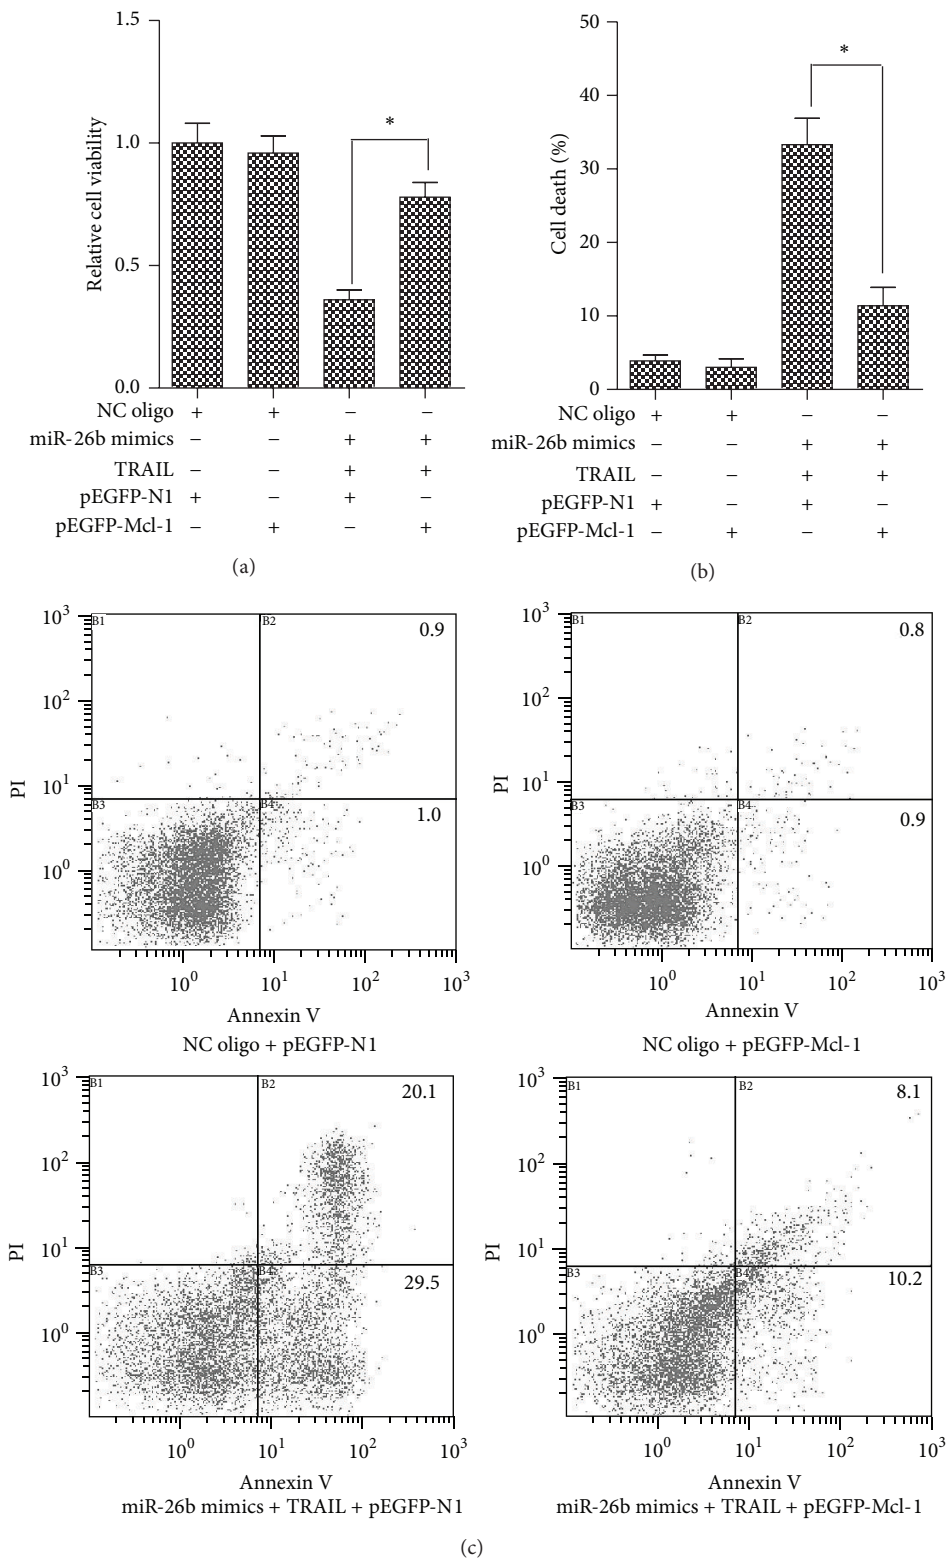 1.5
1.0
0.5
0.0
Relative cell viability
*
NC oligo + + − −
miR-26b mimics − − + +
TRAIL − − + +
pEGFP-N1 + − + −
pEGFP-Mcl-1 − + − +
(a)
50
40
30
20
10
0
Cell death (%)
*
NC oligo + + − −
miR-26b mimics − − + +
TRAIL − − + +
pEGFP-N1 + − + −
pEGFP-Mcl-1 − + − +
(b)
10³
10²
10¹
10⁰
PI
B1 B2 0.9
B3 B4 1.0
10⁰ 10¹ 10² 10³
Annexin V
NC oligo + pEGFP-N1
10³
10²
10¹
10⁰
PI
B1 B2 0.8
B3 B4 0.9
10⁰ 10¹ 10² 10³
Annexin V
NC oligo + pEGFP-Mcl-1
10³
10²
10¹
10⁰
PI
B1 B2 20.1
B3 B4 29.5
10⁰ 10¹ 10² 10³
Annexin V
miR-26b mimics + TRAIL + pEGFP-N1
10³
10²
10¹
10⁰
PI
B1 B2 8.1
B3 B4 10.2
10⁰ 10¹ 10² 10³
Annexin V
miR-26b mimics + TRAIL + pEGFP-Mcl-1
(c)